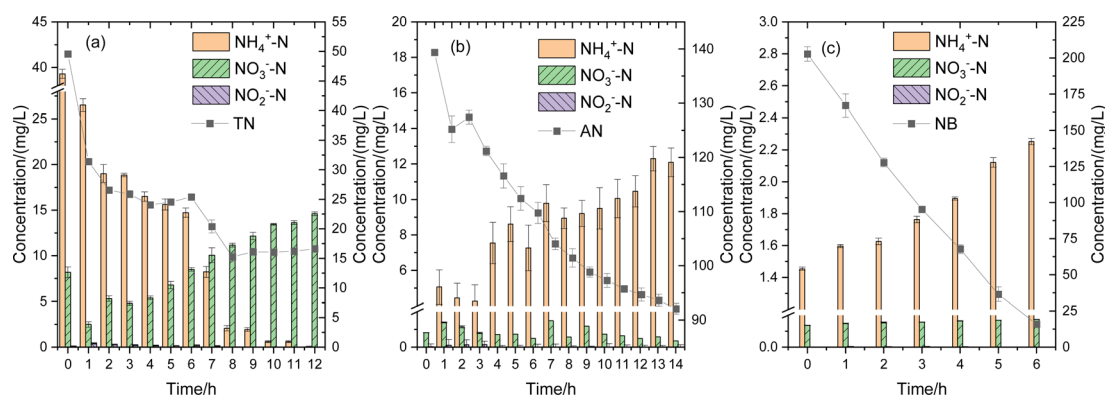 (a)
NH₄⁺-N
NO₃⁻-N
NO₂⁻-N
TN
Concentration/(mg/L)
45
40
25
20
15
10
5
0
55
50
45
40
35
30
25
20
15
10
5
0
Concentration/(mg/L)
0 1 2 3 4 5 6 7 8 9 10 11 12
Time/h
(b)
NH₄⁺-N
NO₃⁻-N
NO₂⁻-N
AN
Concentration/(mg/L)
20
18
16
14
12
10
8
6
4
0
140
130
120
110
100
90
Concentration/(mg/L)
0 1 2 3 4 5 6 7 8 9 10 11 12 13 14
Time/h
(c)
NH₄⁺-N
NO₃⁻-N
NO₂⁻-N
NB
Concentration/(mg/L)
3.0
2.8
2.6
2.4
2.2
2.0
1.8
1.6
1.4
0.0
225
200
175
150
125
100
75
50
25
0
Concentration/(mg/L)
0 1 2 3 4 5 6
Time/h